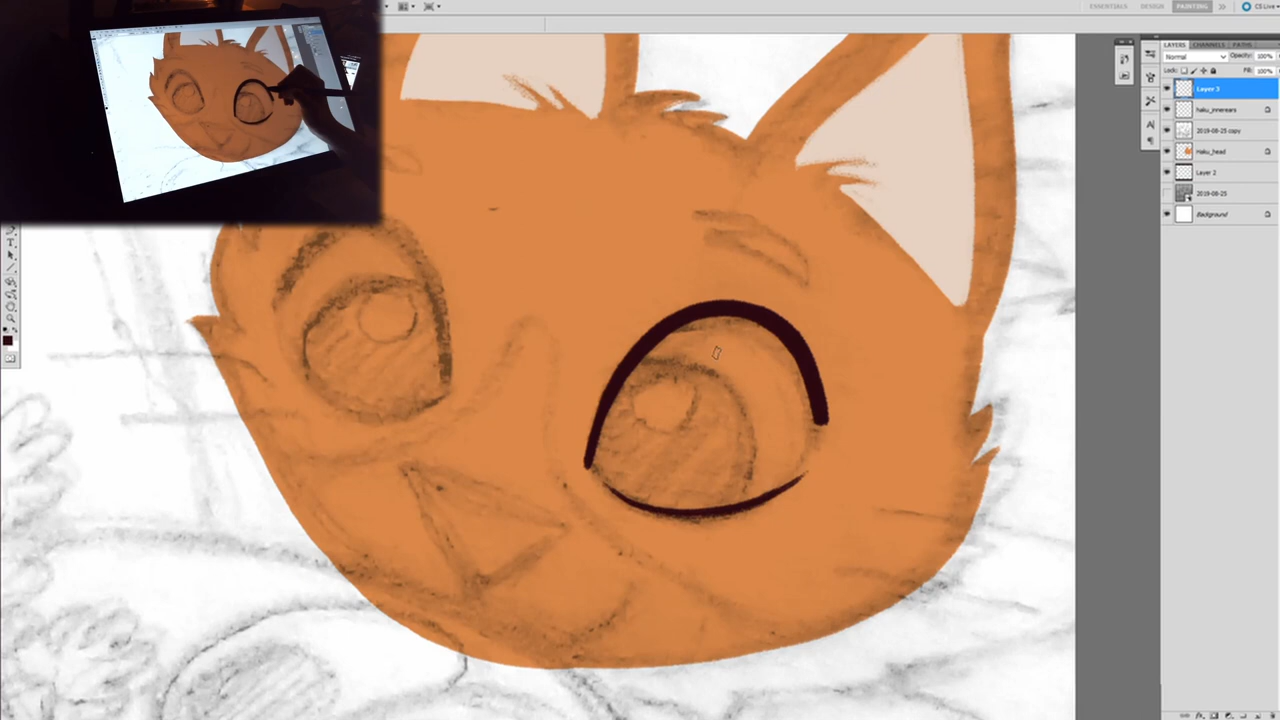 ESSENTIALS DESIGN PAINTING CS Live
LAYERS CHANNELS PATHS
Normal Opacity: 100%
Lock: Fill: 100%
Layer 3
haku_innerears
2019-08-25 copy
Haku_head
Layer 2
2019-08-25
Background